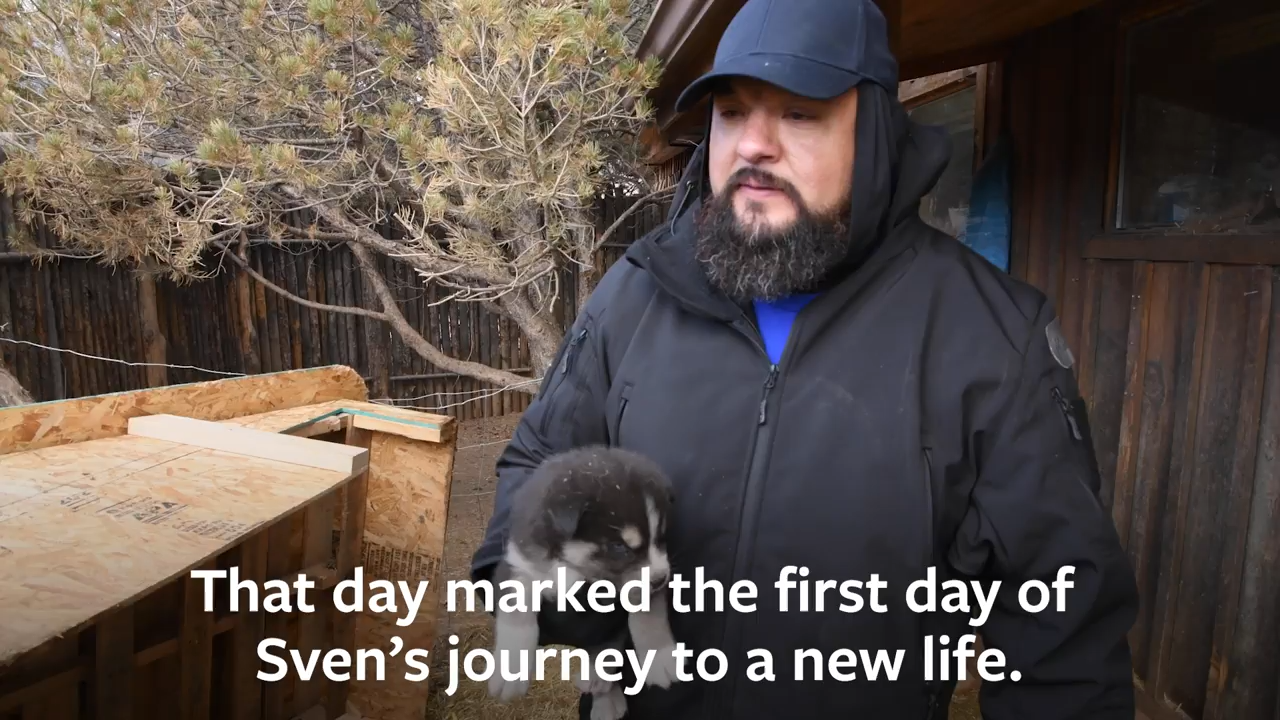 That day marked the first day of
Sven’s journey to a new life.